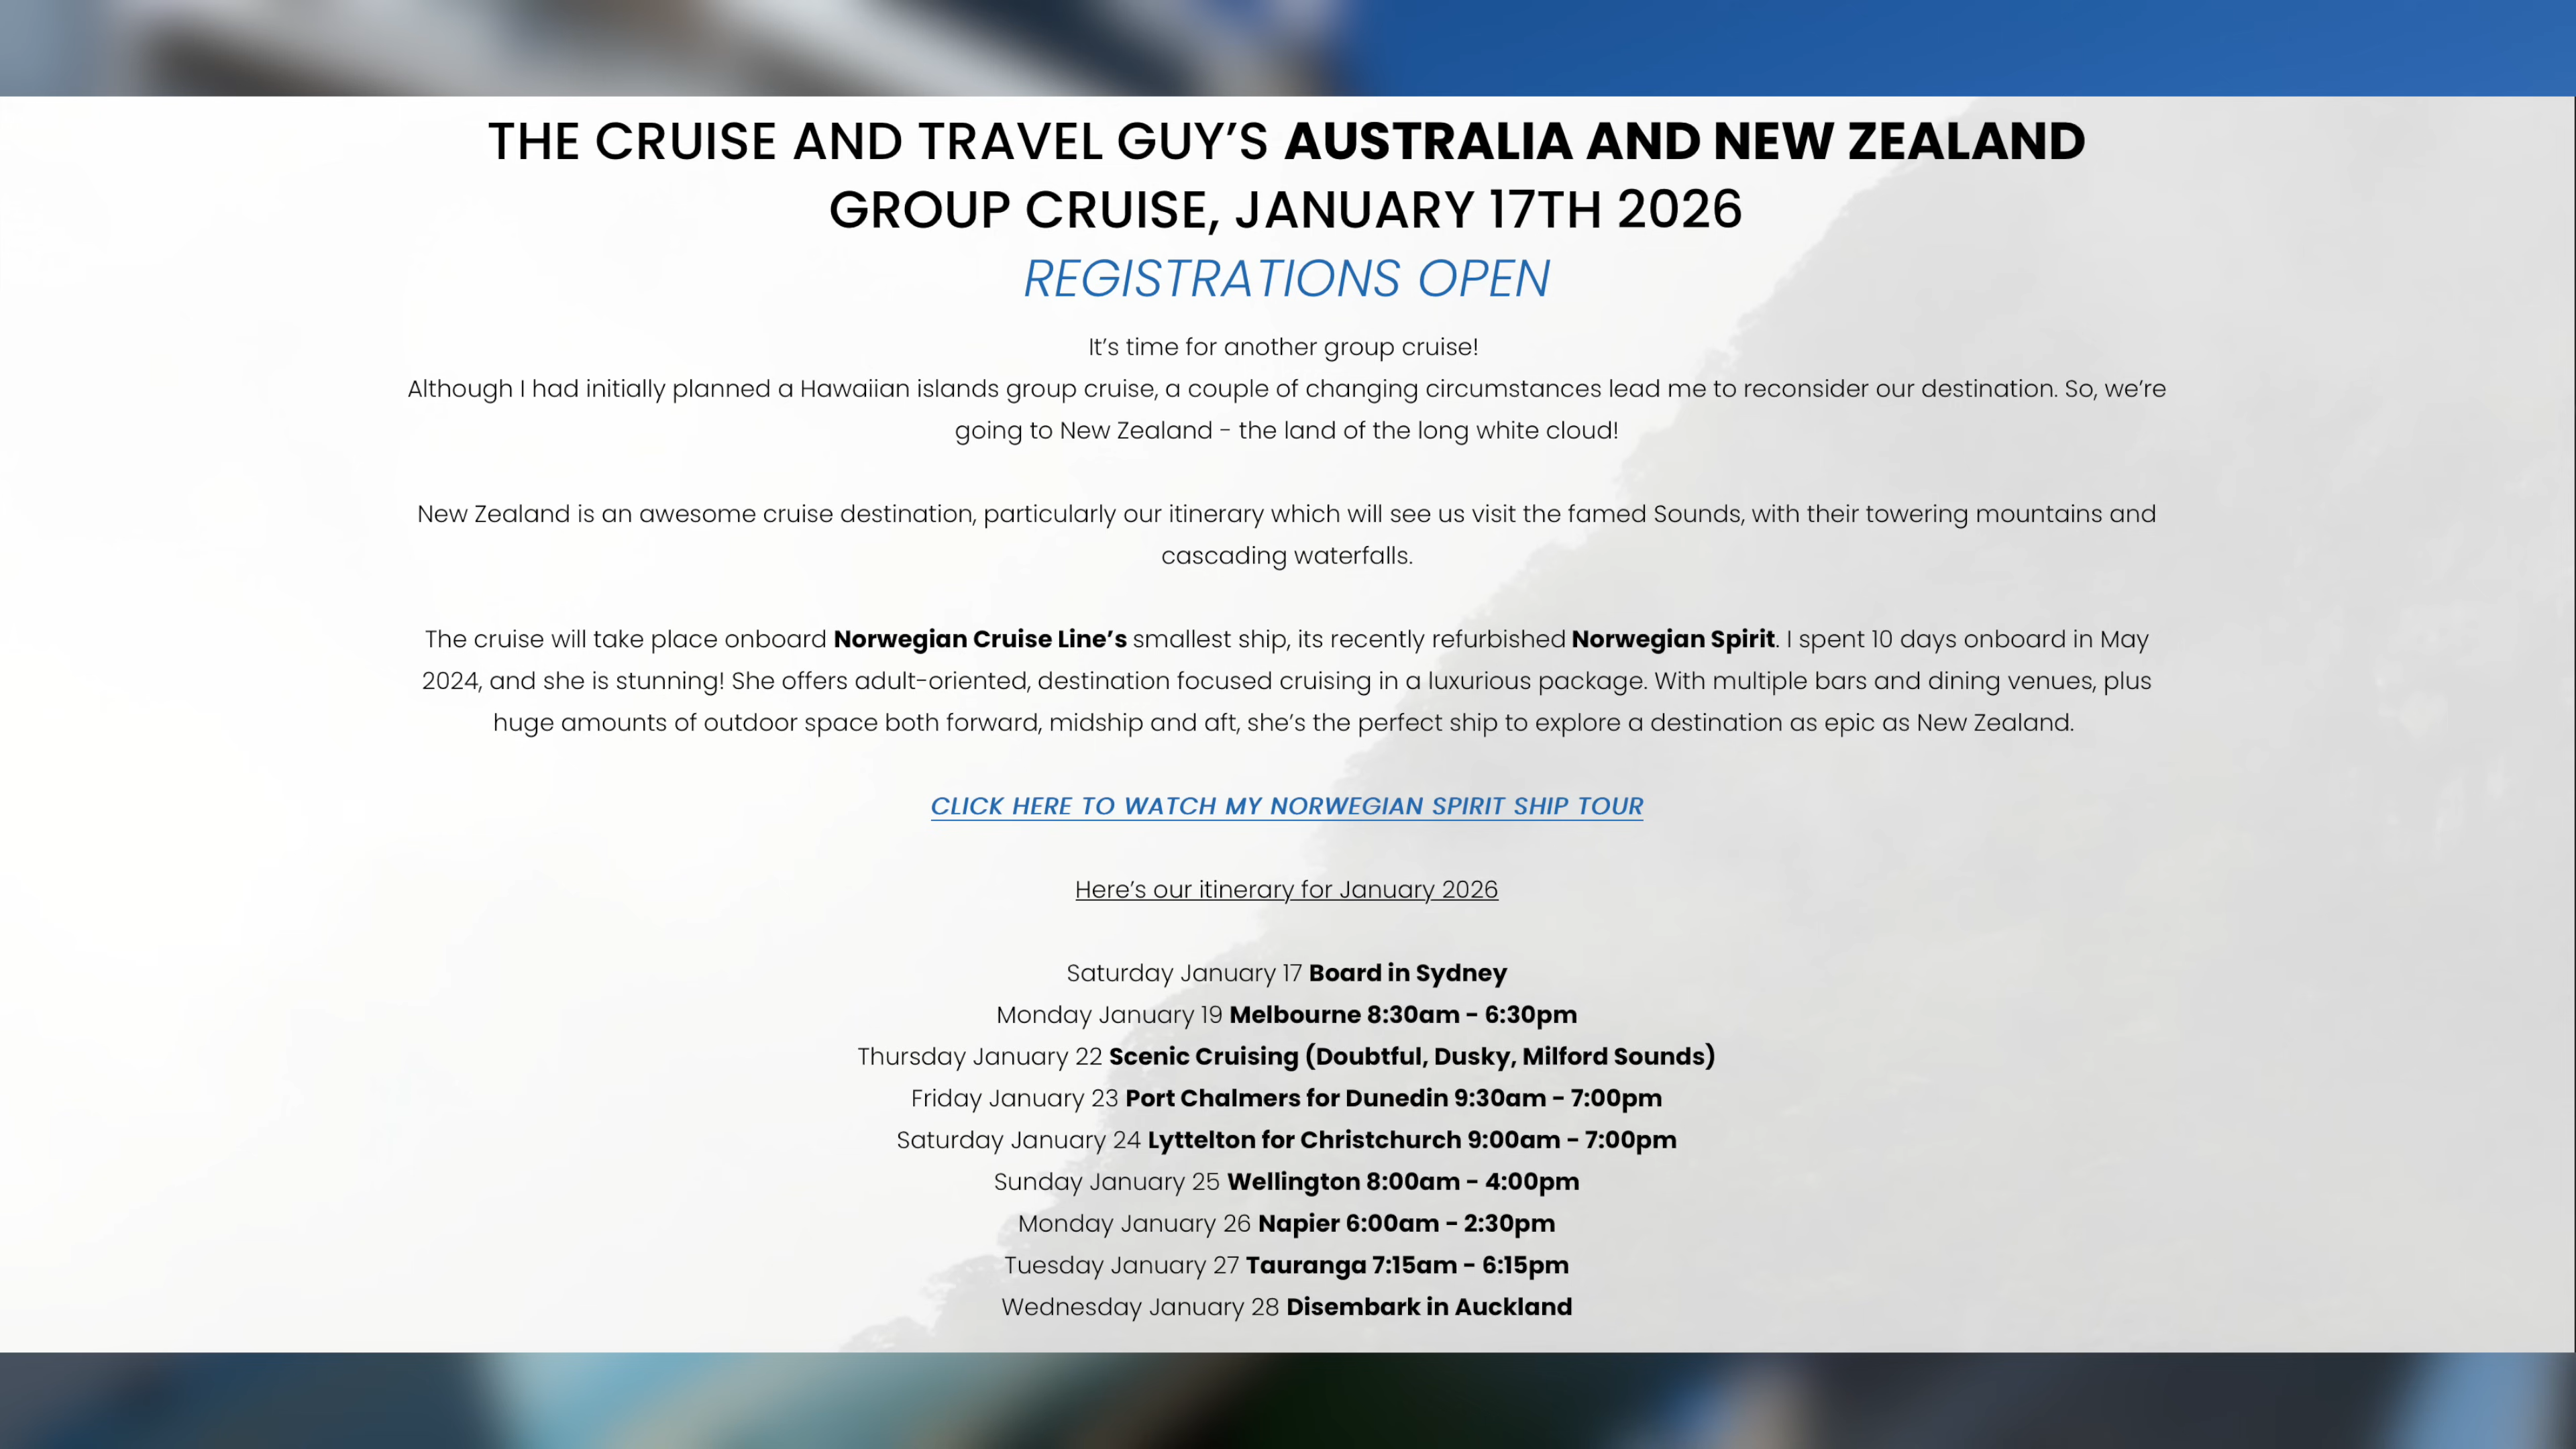 THE CRUISE AND TRAVEL GUY’S AUSTRALIA AND NEW ZEALAND
GROUP CRUISE, JANUARY 17TH 2026
REGISTRATIONS OPEN
It’s time for another group cruise!
Although I had initially planned a Hawaiian islands group cruise, a couple of changing circumstances lead me to reconsider our destination. So, we’re
going to New Zealand - the land of the long white cloud!
New Zealand is an awesome cruise destination, particularly our itinerary which will see us visit the famed Sounds, with their towering mountains and
cascading waterfalls.
The cruise will take place onboard Norwegian Cruise Line’s smallest ship, its recently refurbished Norwegian Spirit. I spent 10 days onboard in May
2024, and she is stunning! She offers adult-oriented, destination focused cruising in a luxurious package. With multiple bars and dining venues, plus
huge amounts of outdoor space both forward, midship and aft, she’s the perfect ship to explore a destination as epic as New Zealand.
CLICK HERE TO WATCH MY NORWEGIAN SPIRIT SHIP TOUR
Here’s our itinerary for January 2026
Saturday January 17 Board in Sydney
Monday January 19 Melbourne 8:30am - 6:30pm
Thursday January 22 Scenic Cruising (Doubtful, Dusky, Milford Sounds)
Friday January 23 Port Chalmers for Dunedin 9:30am - 7:00pm
Saturday January 24 Lyttelton for Christchurch 9:00am - 7:00pm
Sunday January 25 Wellington 8:00am - 4:00pm
Monday January 26 Napier 6:00am - 2:30pm
Tuesday January 27 Tauranga 7:15am - 6:15pm
Wednesday January 28 Disembark in Auckland